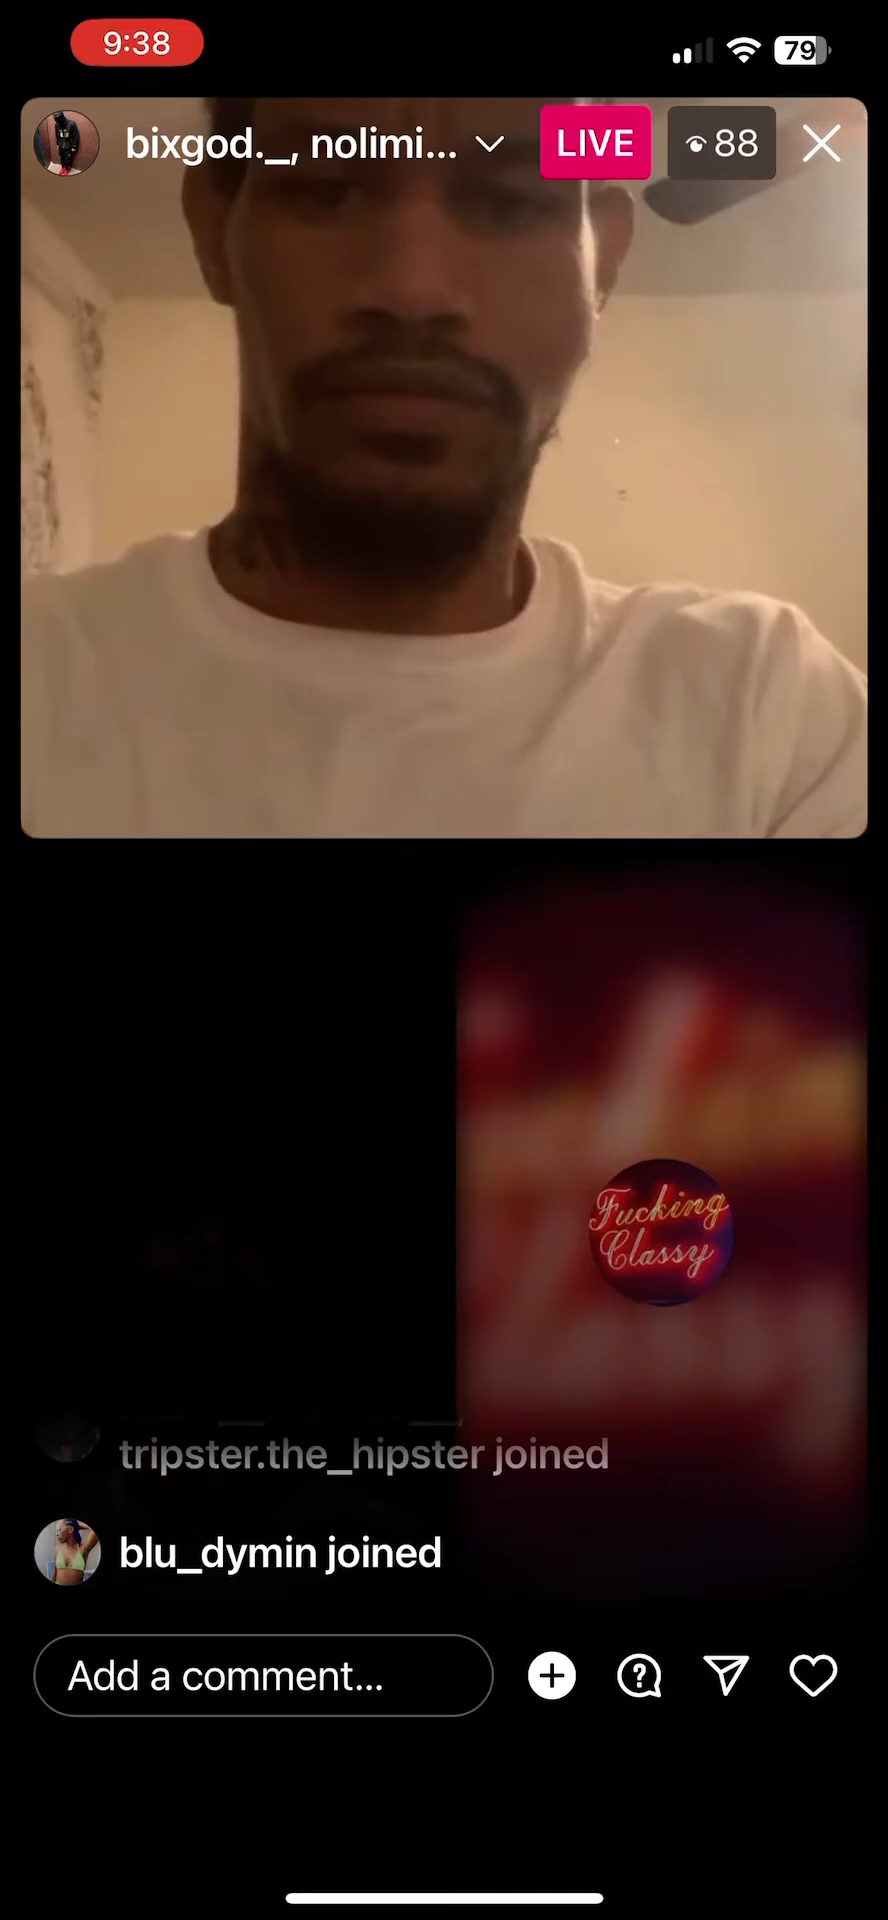 9:38
79
bixgod._, nolimi...
LIVE
88
Fucking
Classy
tripster.the_hipster joined
blu_dymin joined
Add a comment...